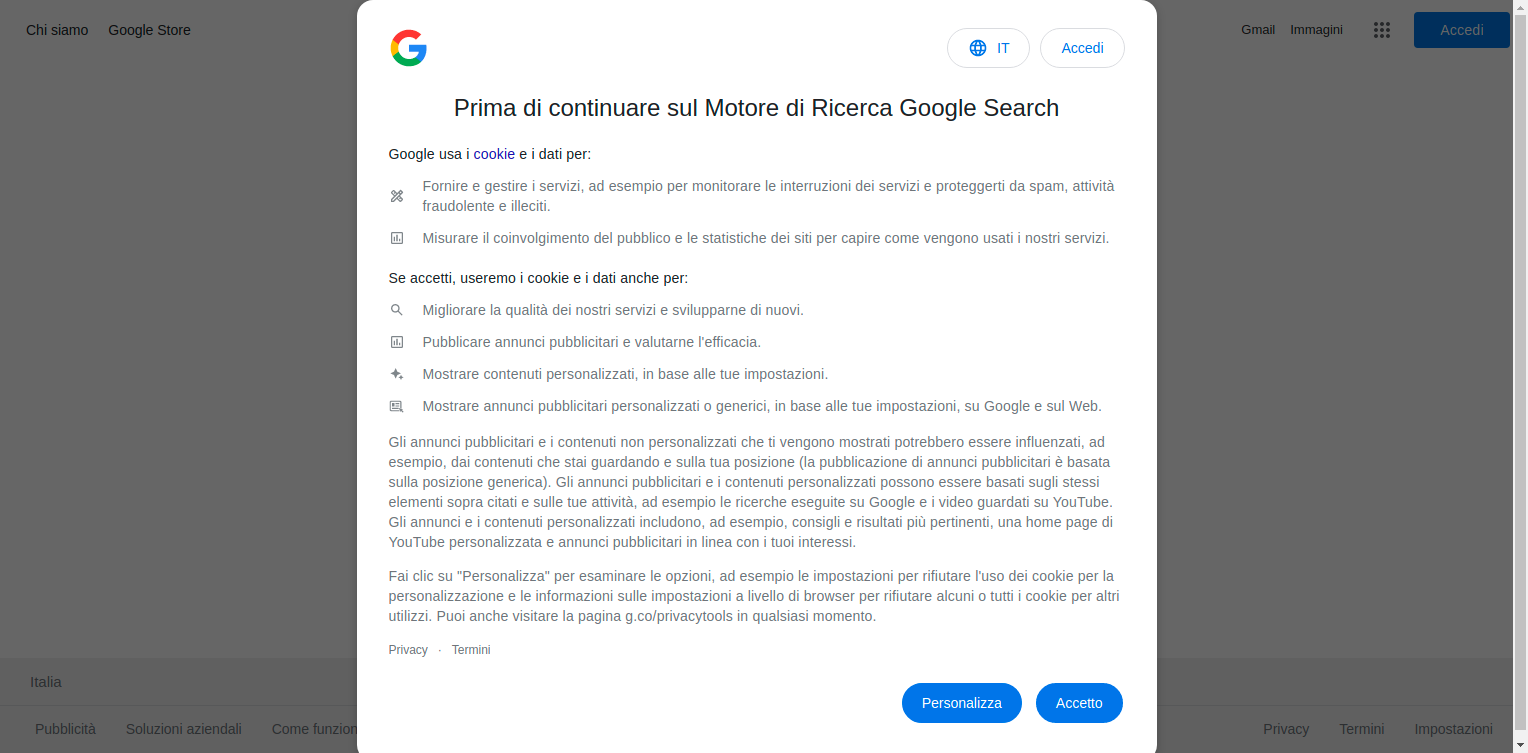 Chi siamo Google Store Gmail Immagini Accedi
IT Accedi
Prima di continuare sul Motore di Ricerca Google Search
Google usa i cookie e i dati per:
Fornire e gestire i servizi, ad esempio per monitorare le interruzioni dei servizi e proteggerti da spam, attività
fraudolente e illeciti.
Misurare il coinvolgimento del pubblico e le statistiche dei siti per capire come vengono usati i nostri servizi.
Se accetti, useremo i cookie e i dati anche per:
Migliorare la qualità dei nostri servizi e svilupparne di nuovi.
Pubblicare annunci pubblicitari e valutarne l'efficacia.
Mostrare contenuti personalizzati, in base alle tue impostazioni.
Mostrare annunci pubblicitari personalizzati o generici, in base alle tue impostazioni, su Google e sul Web.
Gli annunci pubblicitari e i contenuti non personalizzati che ti vengono mostrati potrebbero essere influenzati, ad
esempio, dai contenuti che stai guardando e sulla tua posizione (la pubblicazione di annunci pubblicitari è basata
sulla posizione generica). Gli annunci pubblicitari e i contenuti personalizzati possono essere basati sugli stessi
elementi sopra citati e sulle tue attività, ad esempio le ricerche eseguite su Google e i video guardati su YouTube.
Gli annunci e i contenuti personalizzati includono, ad esempio, consigli e risultati più pertinenti, una home page di
YouTube personalizzata e annunci pubblicitari in linea con i tuoi interessi.
Fai clic su "Personalizza" per esaminare le opzioni, ad esempio le impostazioni per rifiutare l'uso dei cookie per la
personalizzazione e le informazioni sulle impostazioni a livello di browser per rifiutare alcuni o tutti i cookie per altri
utilizzi. Puoi anche visitare la pagina g.co/privacytools in qualsiasi momento.
Privacy · Termini
Italia
Personalizza Accetto
Pubblicità Soluzioni aziendali Come funzion Privacy Termini Impostazioni